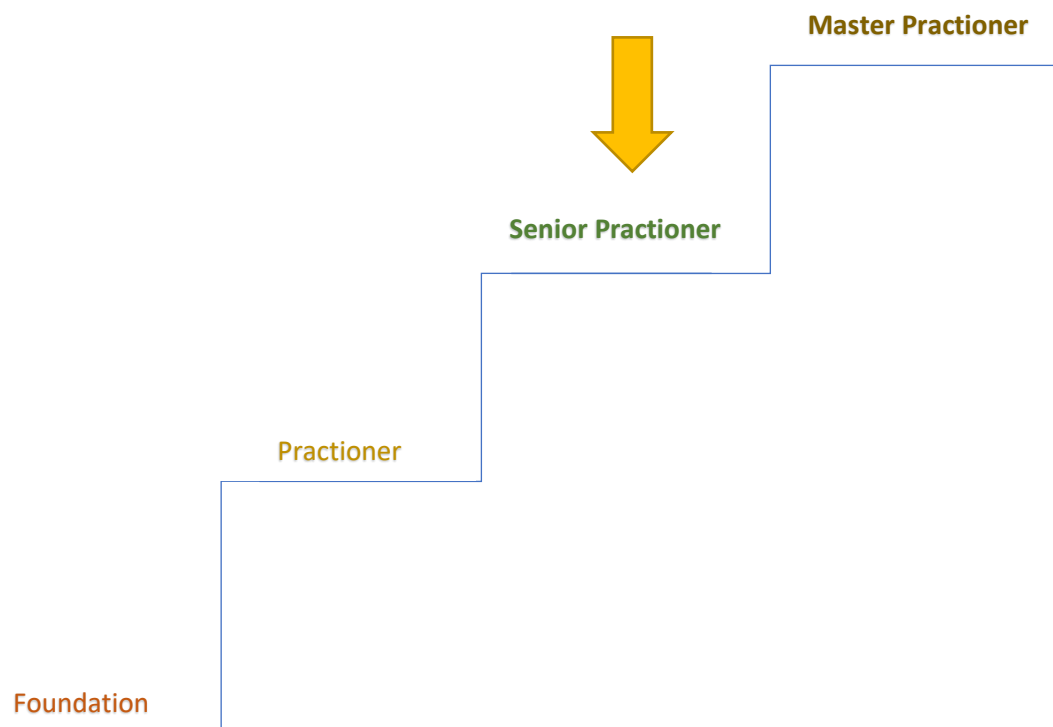 Master Practioner
Senior Practioner
Practioner
Foundation